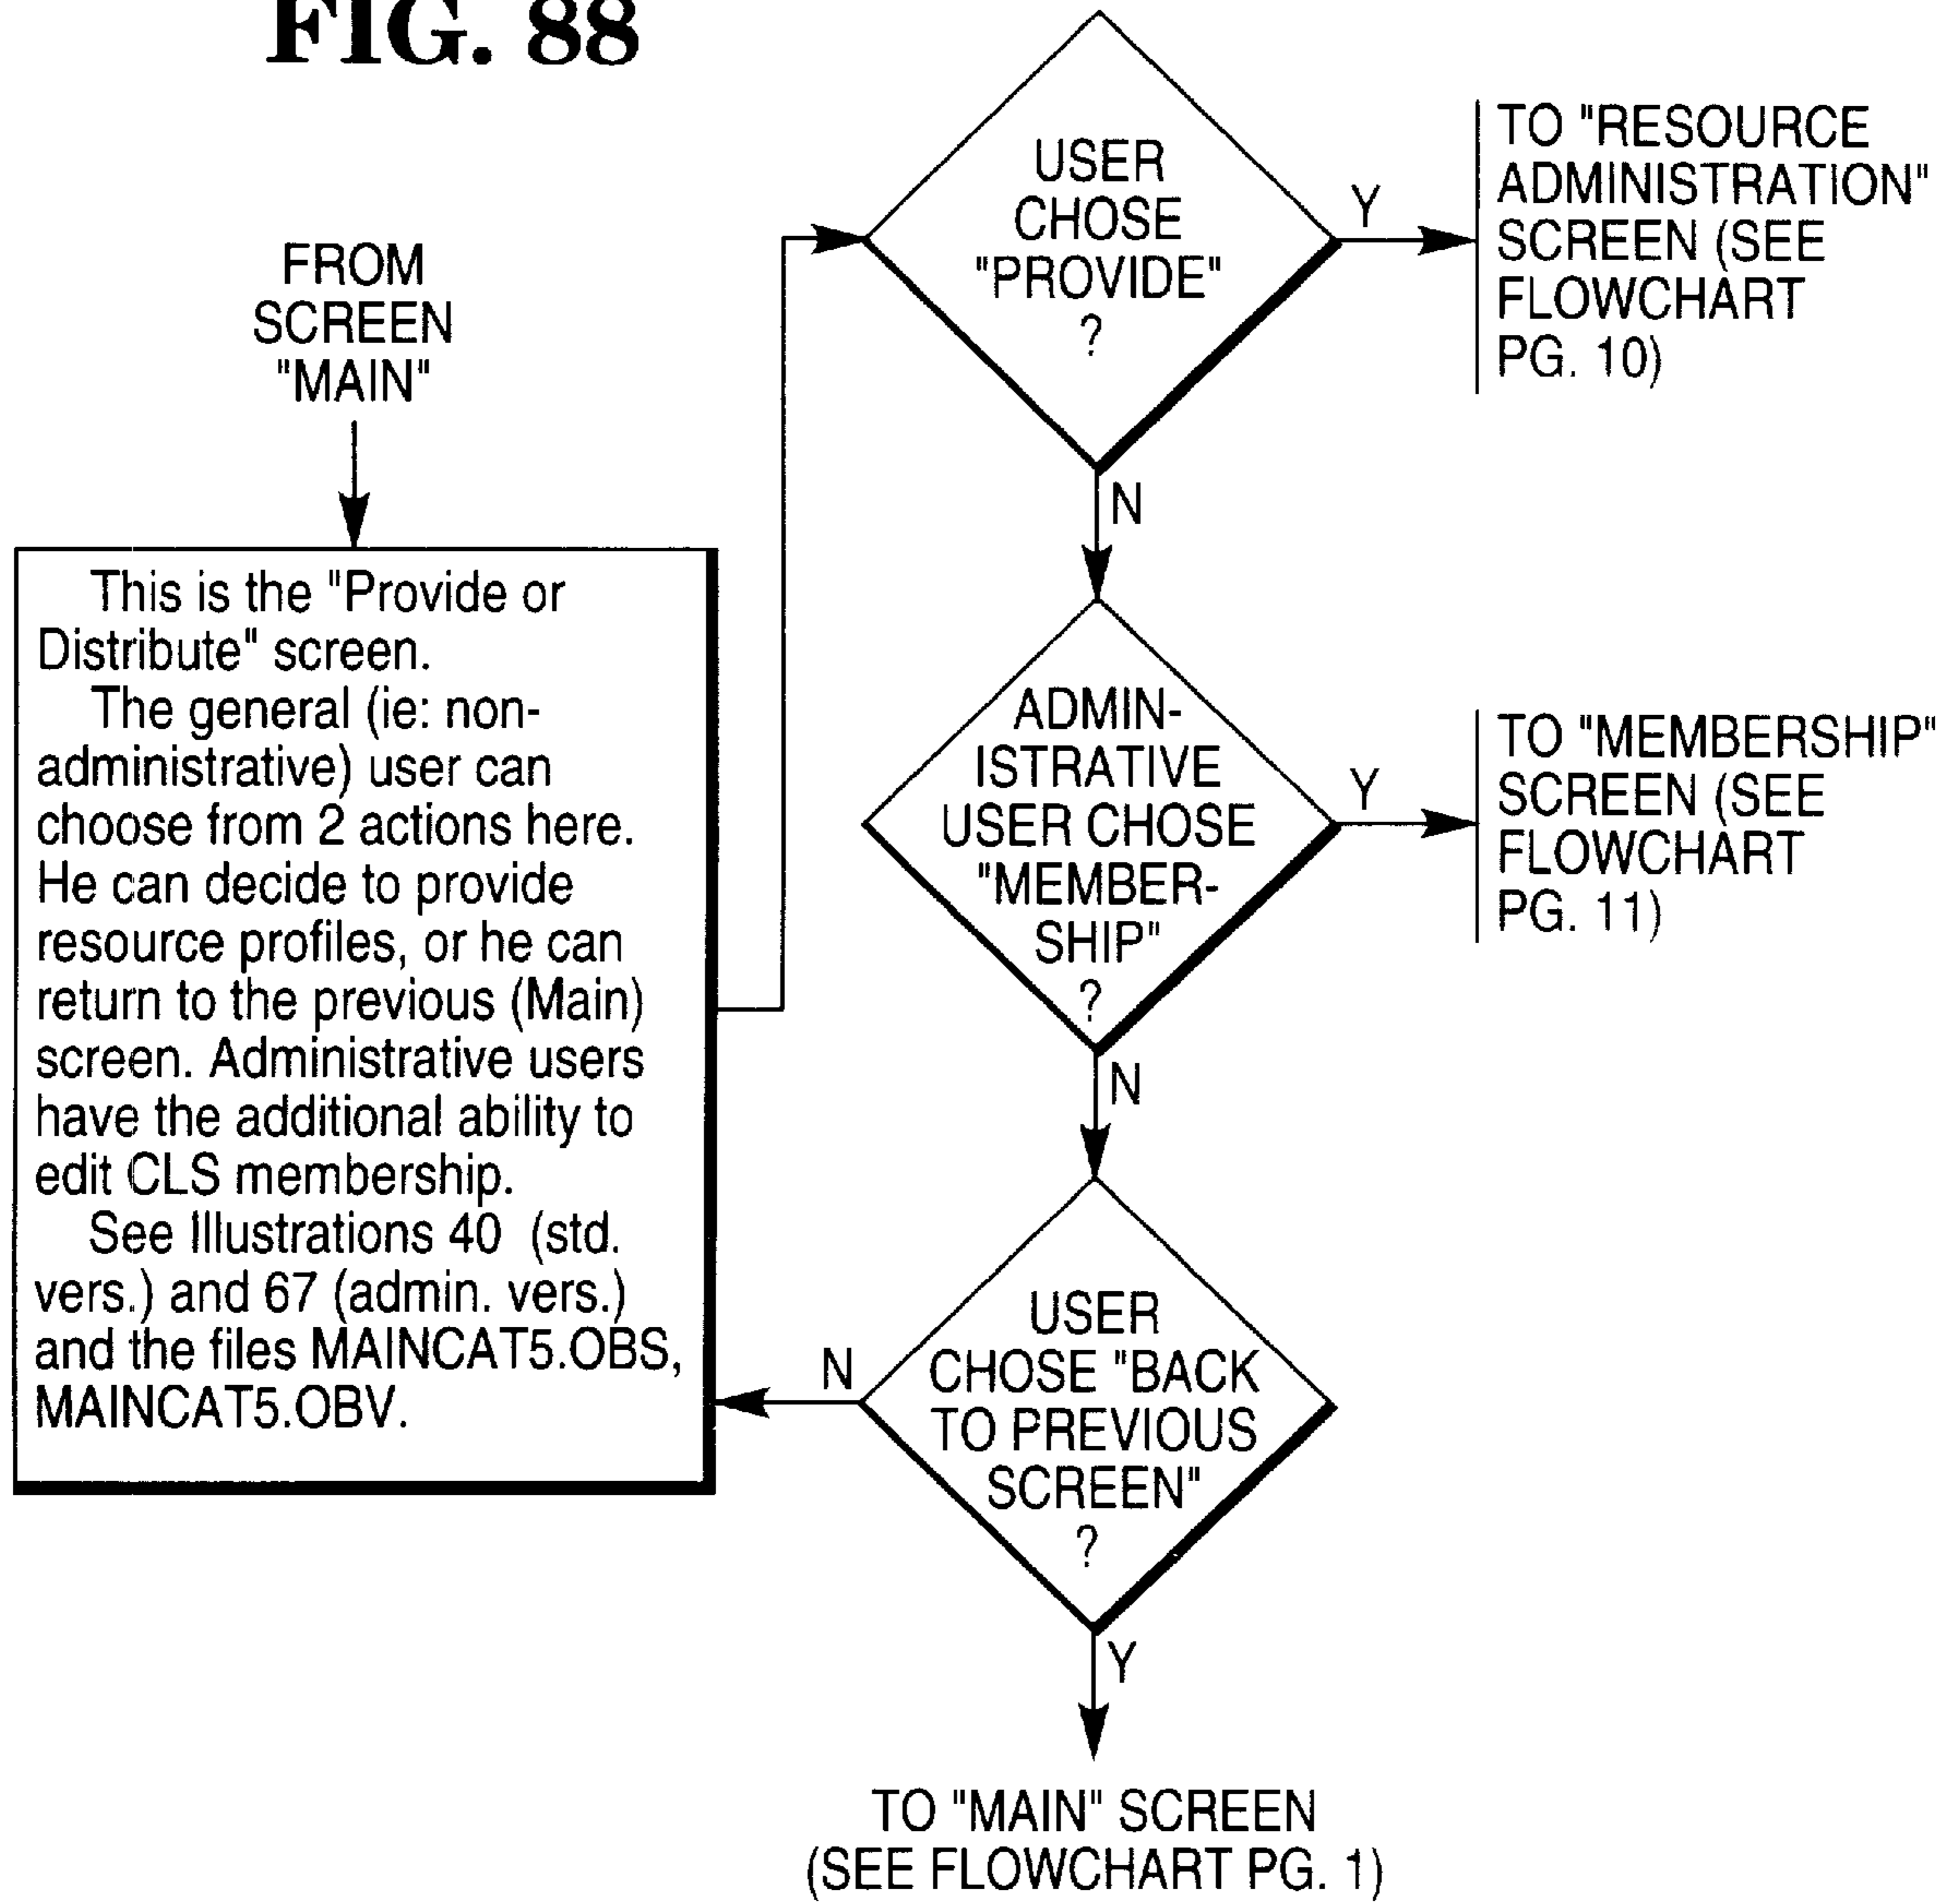 FIG. 88
FROM
SCREEN
"MAIN"
This is the "Provide or
Distribute" screen.
The general (ie: non-
administrative) user can
choose from 2 actions here.
He can decide to provide
resource profiles, or he can
return to the previous (Main)
screen. Administrative users
have the additional ability to
edit CLS membership.
See Illustrations 40 (std.
vers.) and 67 (admin. vers.)
and the files MAINCAT5.OBS,
MAINCAT5.OBV.
USER
CHOSE
"PROVIDE"
?
Y
TO "RESOURCE
ADMINISTRATION"
SCREEN (SEE
FLOWCHART
PG. 10)
N
ADMIN-
ISTRATIVE
USER CHOSE
"MEMBER-
SHIP"
?
Y
TO "MEMBERSHIP"
SCREEN (SEE
FLOWCHART
PG. 11)
N
USER
CHOSE "BACK
TO PREVIOUS
SCREEN"
?
N
Y
TO "MAIN" SCREEN
(SEE FLOWCHART PG. 1)